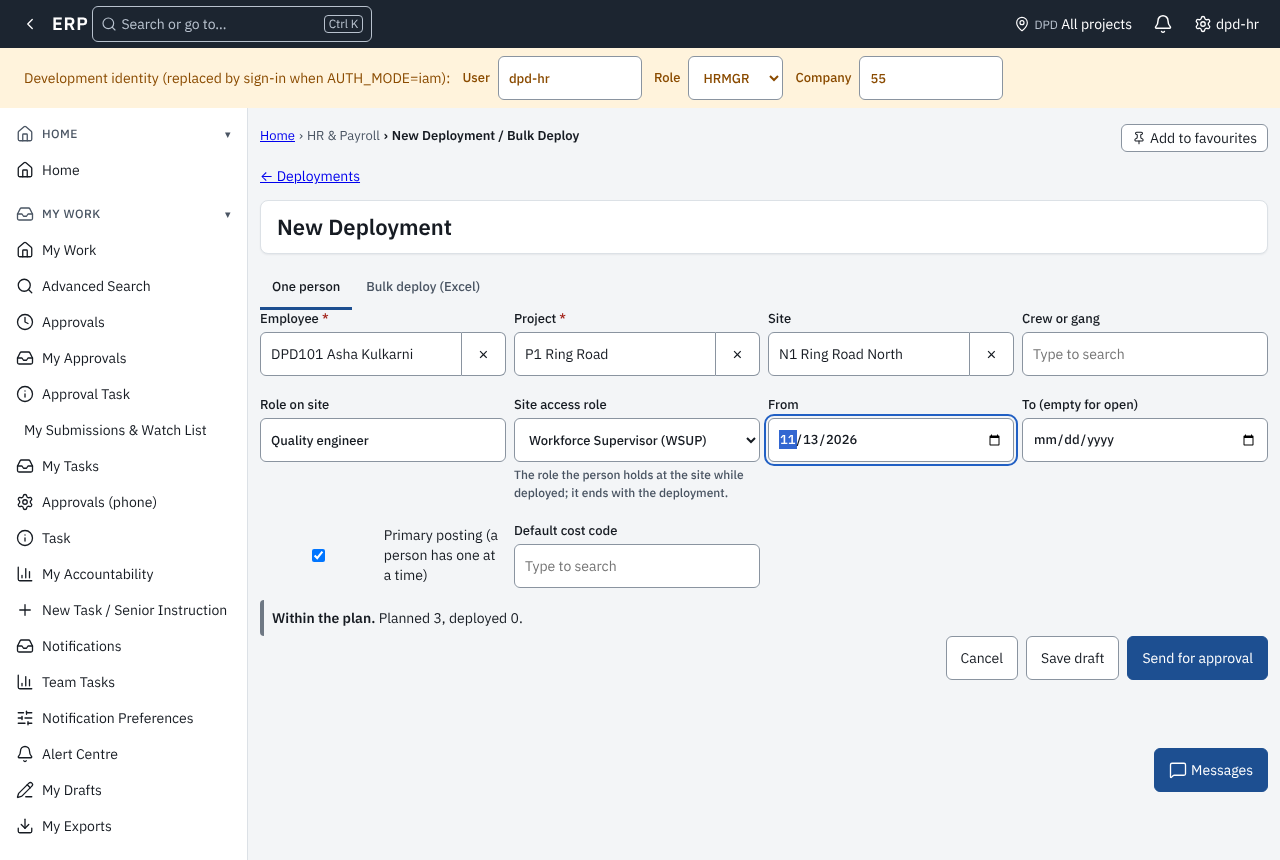 ERP
Search or go to...
Ctrl K
DPD All projects
dpd-hr
Development identity (replaced by sign-in when AUTH_MODE=iam):
User
dpd-hr
Role
HRMGR
Company
55
HOME
Home
MY WORK
My Work
Advanced Search
Approvals
My Approvals
Approval Task
My Submissions & Watch List
My Tasks
Approvals (phone)
Task
My Accountability
New Task / Senior Instruction
Notifications
Team Tasks
Notification Preferences
Alert Centre
My Drafts
My Exports
Home › HR & Payroll › New Deployment / Bulk Deploy
Add to favourites
← Deployments
New Deployment
One person
Bulk deploy (Excel)
Employee *
DPD101 Asha Kulkarni
×
Project *
P1 Ring Road
×
Site
N1 Ring Road North
×
Crew or gang
Type to search
Role on site
Quality engineer
Site access role
Workforce Supervisor (WSUP)
The role the person holds at the site while
deployed; it ends with the deployment.
From
11/13/2026
To (empty for open)
mm/dd/yyyy
Primary posting (a
person has one at
a time)
Default cost code
Type to search
Within the plan. Planned 3, deployed 0.
Cancel
Save draft
Send for approval
Messages